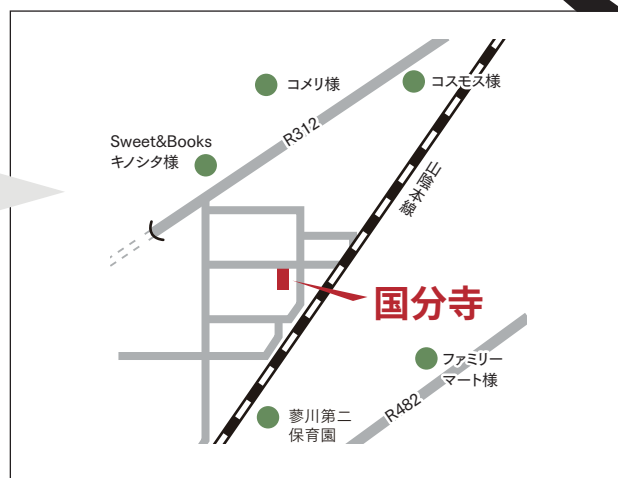 コメリ様
コスモス様
R312
Sweet&Books
キノシタ様
山陰本線
国分寺
ファミリー
マート様
R482
蓼川第二
保育園